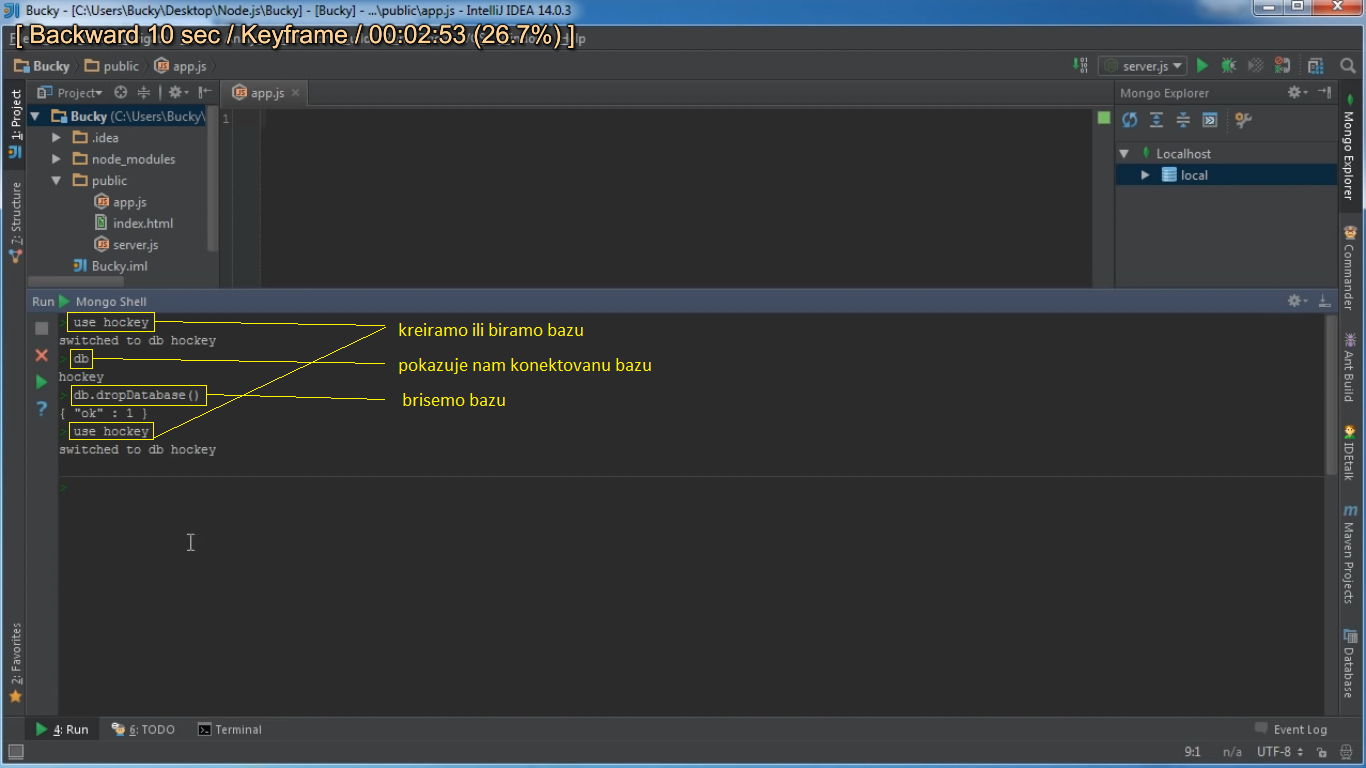 Bucky - [C:\Users\Bucky\Desktop\Node.js\Bucky] - [Bucky] - ...\public\app.js - IntelliJ IDEA 14.0.3
[ Backward 10 sec / Keyframe / 00:02:53 (26.7%) ]
Bucky public app.js server.js
1: Project
7: Structure
2: Favorites
Project
app.js
Mongo Explorer
Bucky (C:\Users\Bucky\
1
.idea
node_modules
public
app.js
index.html
server.js
Bucky.iml
Localhost
local
Run Mongo Shell
> use hockey
switched to db hockey
> db
hockey
> db.dropDatabase()
{ "ok" : 1 }
> use hockey
switched to db hockey
>
kreiramo ili biramo bazu
pokazuje nam konektovanu bazu
brisemo bazu
Mongo Explorer
Commander
Ant Build
IDEtalk
Maven Projects
Database
4: Run 6: TODO Terminal Event Log
9:1 n/a UTF-8